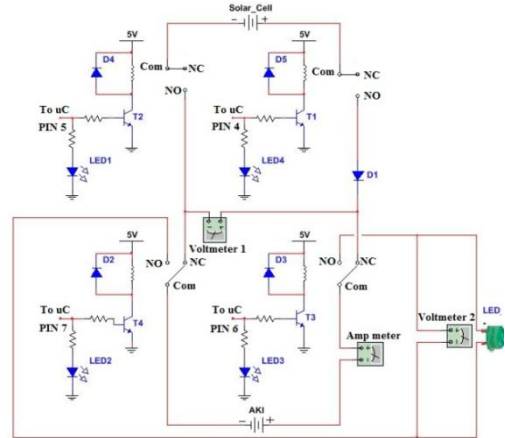 Solar_Cell
5V
5V
D4
Com
NC
D5
Com
NC
NO
NO
To uC
PIN 5
T2
To uC
PIN 4
T1
LED1
LED4
D1
Voltmeter 1
5V
5V
D2
NO
NC
Com
D3
NO
NC
Com
To uC
PIN 7
T4
To uC
PIN 6
T3
Voltmeter 2
LED_
Amp meter
LED2
LED3
AKI